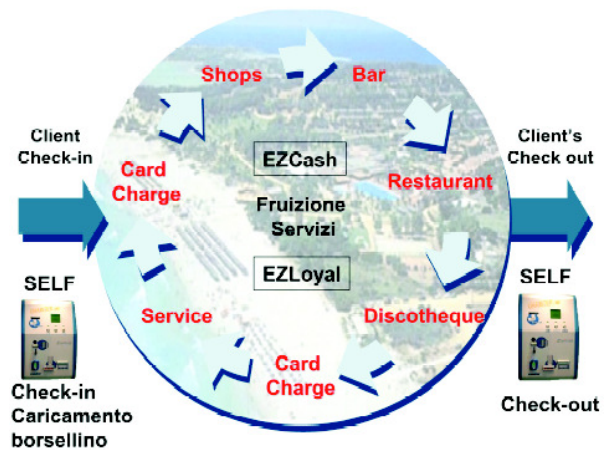 Shops
Bar
Client
Check-in
Client's
Check out
EZCash
Card
Charge
Restaurant
Fruizione
Servizi
EZLoyal
SELF
SELF
Service
Discotheque
Card
Charge
Check-in
Caricamento
borsellino
Check-out